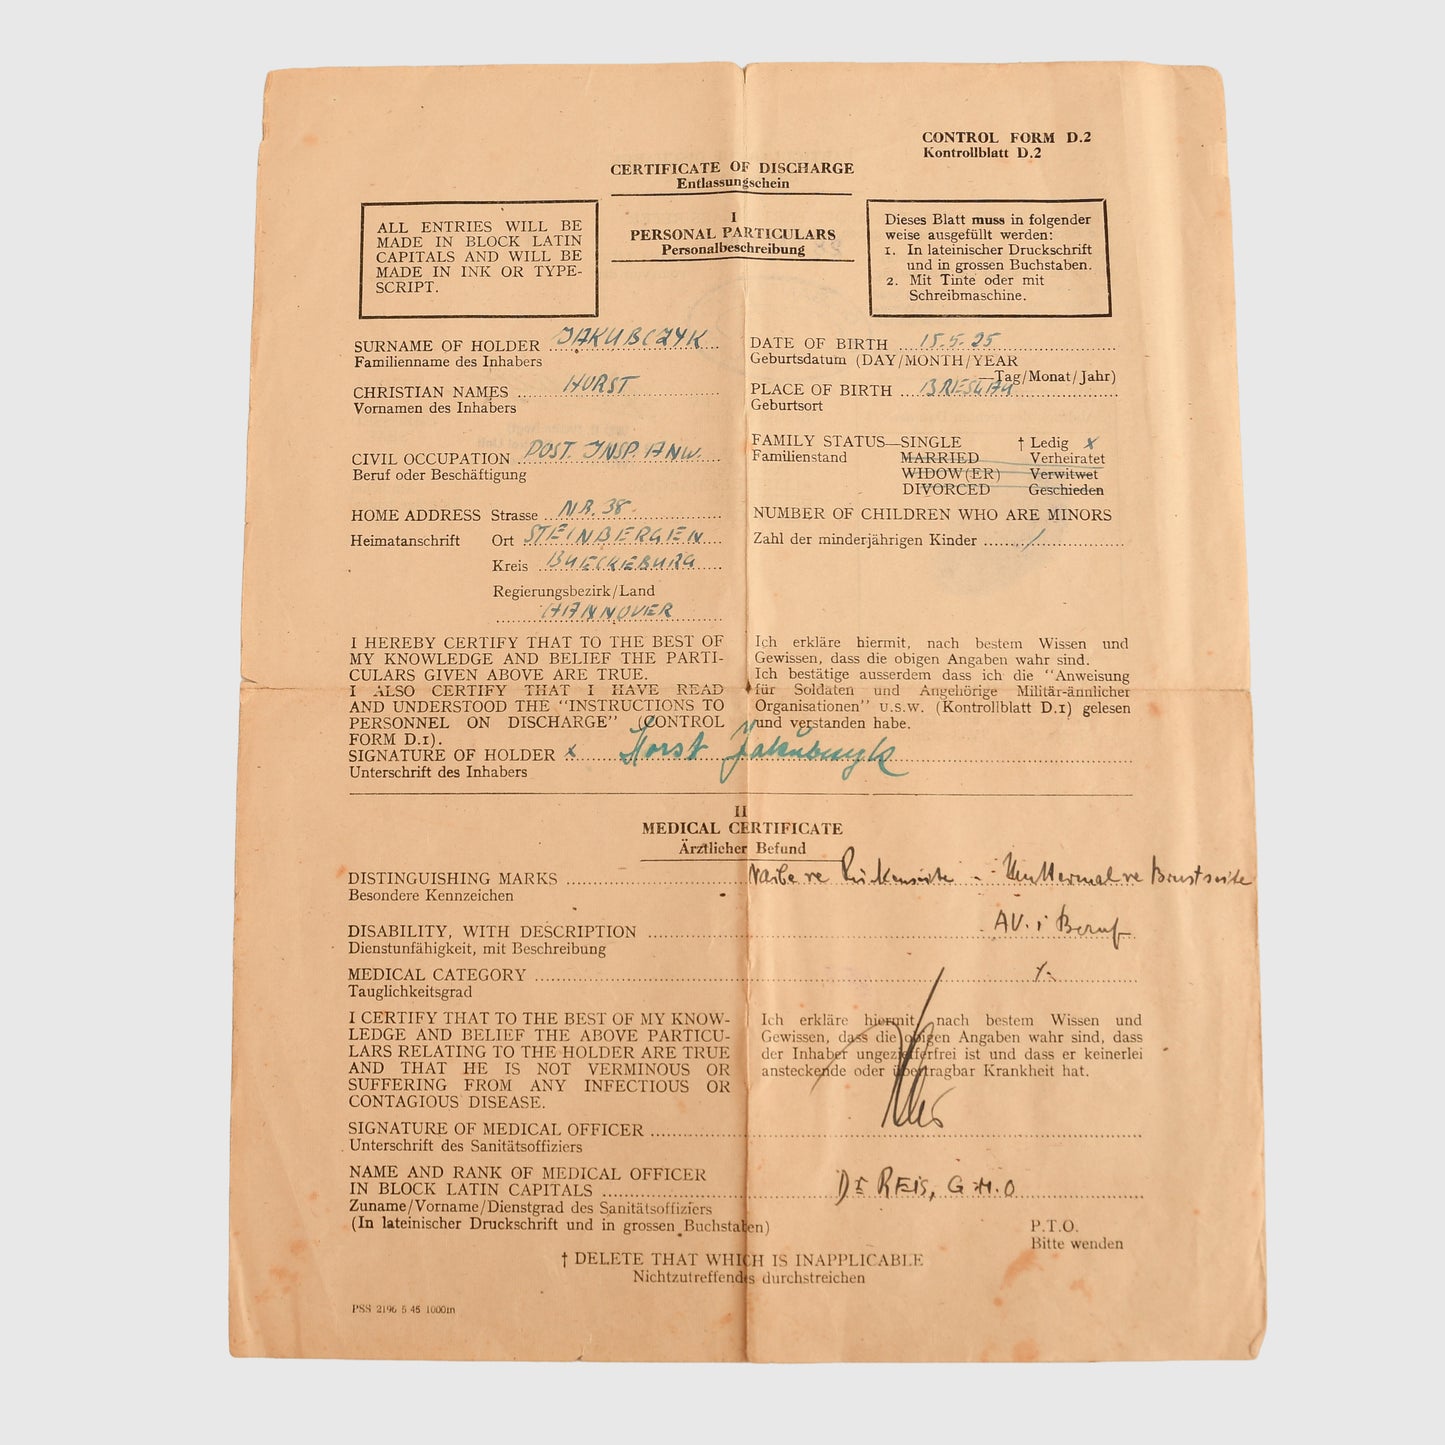 CONTROL FORM D.2
Kontrollblatt D.2
CERTIFICATE OF DISCHARGE
Entlassungschein
I
PERSONAL PARTICULARS
Personalbeschreibung
ALL ENTRIES WILL BE
MADE IN BLOCK LATIN
CAPITALS AND WILL BE
MADE IN INK OR TYPE-
SCRIPT.
Dieses Blatt muss in folgender
weise ausgefüllt werden:
1. In lateinischer Druckschrift
und in grossen Buchstaben.
2. Mit Tinte oder mit
Schreibmaschine.
SURNAME OF HOLDER JAKUBCZYK
Familienname des Inhabers
CHRISTIAN NAMES HORST
Vornamen des Inhabers
CIVIL OCCUPATION POST. INSP. ANW.
Beruf oder Beschäftigung
HOME ADDRESS Strasse NR. 38.
Heimatanschrift Ort STEINBERGEN
Kreis BUECKEBURG
Regierungsbezirk/Land
HANNOVER
DATE OF BIRTH 15.5.25
Geburtsdatum (DAY/MONTH/YEAR
—Tag/Monat/Jahr)
PLACE OF BIRTH BRESLAU
Geburtsort
FAMILY STATUS—SINGLE † Ledig x
Familienstand MARRIED Verheiratet
WIDOW(ER) Verwitwet
DIVORCED Geschieden
NUMBER OF CHILDREN WHO ARE MINORS
Zahl der minderjährigen Kinder /
I HEREBY CERTIFY THAT TO THE BEST OF
MY KNOWLEDGE AND BELIEF THE PARTI-
CULARS GIVEN ABOVE ARE TRUE.
I ALSO CERTIFY THAT I HAVE READ
AND UNDERSTOOD THE "INSTRUCTIONS TO
PERSONNEL ON DISCHARGE" (CONTROL
FORM D.1).
Ich erkläre hiermit, nach bestem Wissen und
Gewissen, dass die obigen Angaben wahr sind.
Ich bestätige ausserdem dass ich die "Anweisung
für Soldaten und Angehörige Militär-ännlicher
Organisationen" u.s.w. (Kontrollblatt D.1) gelesen
und verstanden habe.
SIGNATURE OF HOLDER x Horst Jakubczyk
Unterschrift des Inhabers
II
MEDICAL CERTIFICATE
Ärztlicher Befund
DISTINGUISHING MARKS Narbe re Rückenseite - Muttermal re Brustseite
Besondere Kennzeichen
DISABILITY, WITH DESCRIPTION AV. i Beruf
Dienstunfähigkeit, mit Beschreibung
MEDICAL CATEGORY
Tauglichkeitsgrad
I CERTIFY THAT TO THE BEST OF MY KNOW-
LEDGE AND BELIEF THE ABOVE PARTICU-
LARS RELATING TO THE HOLDER ARE TRUE
AND THAT HE IS NOT VERMINOUS OR
SUFFERING FROM ANY INFECTIOUS OR
CONTAGIOUS DISEASE.
Ich erkläre hiermit, nach bestem Wissen und
Gewissen, dass die obigen Angaben wahr sind, dass
der Inhaber ungezieferfrei ist und dass er keinerlei
ansteckende oder übertragbar Krankheit hat.
SIGNATURE OF MEDICAL OFFICER
Unterschrift des Sanitätsoffiziers
NAME AND RANK OF MEDICAL OFFICER
IN BLOCK LATIN CAPITALS Dr REIS, G.M.O
Zuname/Vorname/Dienstgrad des Sanitätsoffiziers
(In lateinischer Druckschrift und in grossen Buchstaben)
P.T.O.
Bitte wenden
† DELETE THAT WHICH IS INAPPLICABLE
Nichtzutreffendes durchstreichen
PSS 2196 5 45 1000m